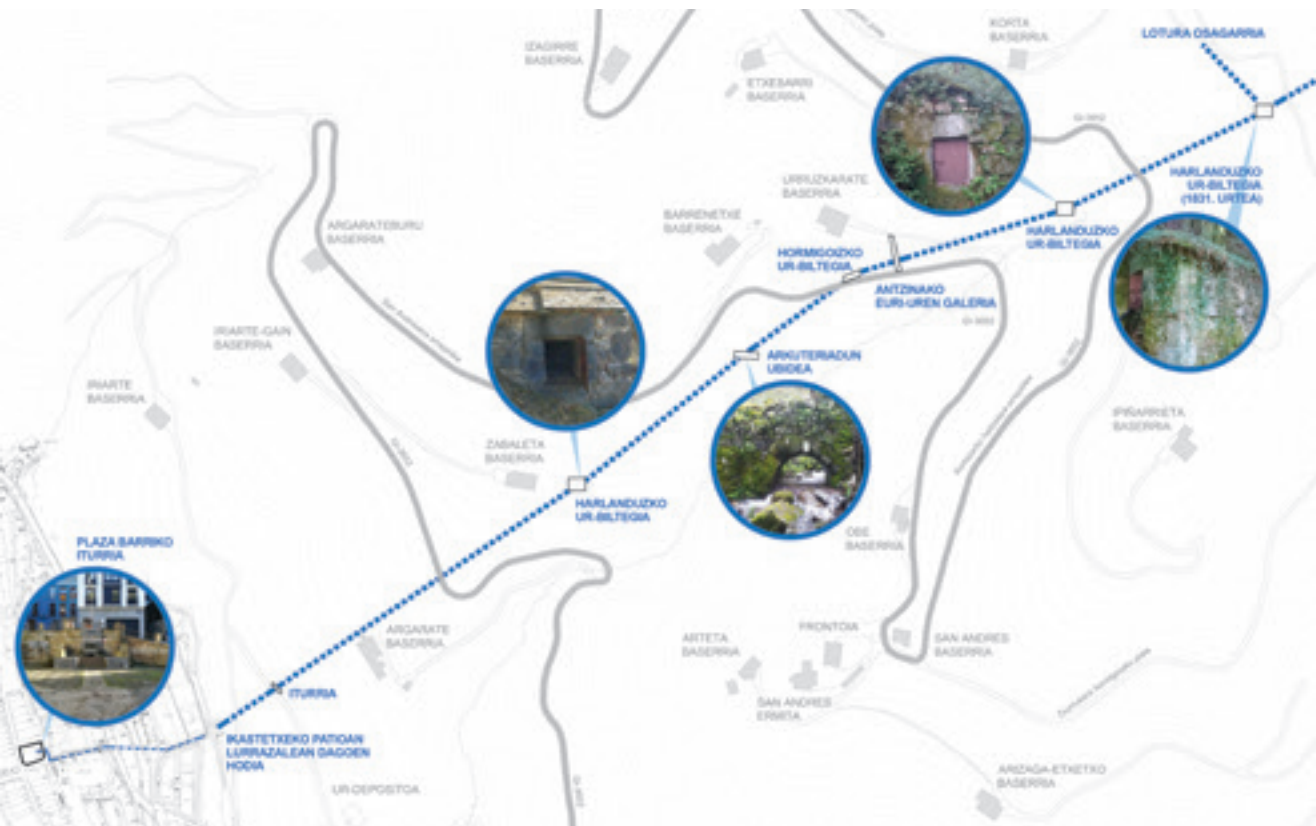 IZAGIRRE
BASERRIA
ETXEBARRI
BASERRIA
KORTA
BASERRIA
LOTURA OSAGARRIA
GI-3952
URRUZKARATE
BASERRIA
HARLANDUZKO
UR-BILTEGIA
(1831. URTEA)
ARGARATEBURU
BASERRIA
BARRENETXE
BASERRIA
HORMIGOIZKO
UR-BILTEGIA
HARLANDUZKO
UR-BILTEGIA
ANTZINAKO
EURI-UREN GALERIA
IRIARTE-GAIN
BASERRIA
ARKUTERIADUN
UBIDEA
IRIARTE
BASERRIA
IPIÑARRIETA
BASERRIA
ZABALETA
BASERRIA
HARLANDUZKO
UR-BILTEGIA
OBE
BASERRIA
PLAZA BARRIKO
ITURRIA
ARGARATE
BASERRIA
ARTETA
BASERRIA
FRONTOIA
SAN ANDRES
BASERRIA
ITURRIA
SAN ANDRES
ERMITA
IKASTETXEKO PATIOAN
LURRAZALEAN DAGOEN
HODIA
UR-DEPOSITOA
ARIZAGA-ETXETXO
BASERRIA